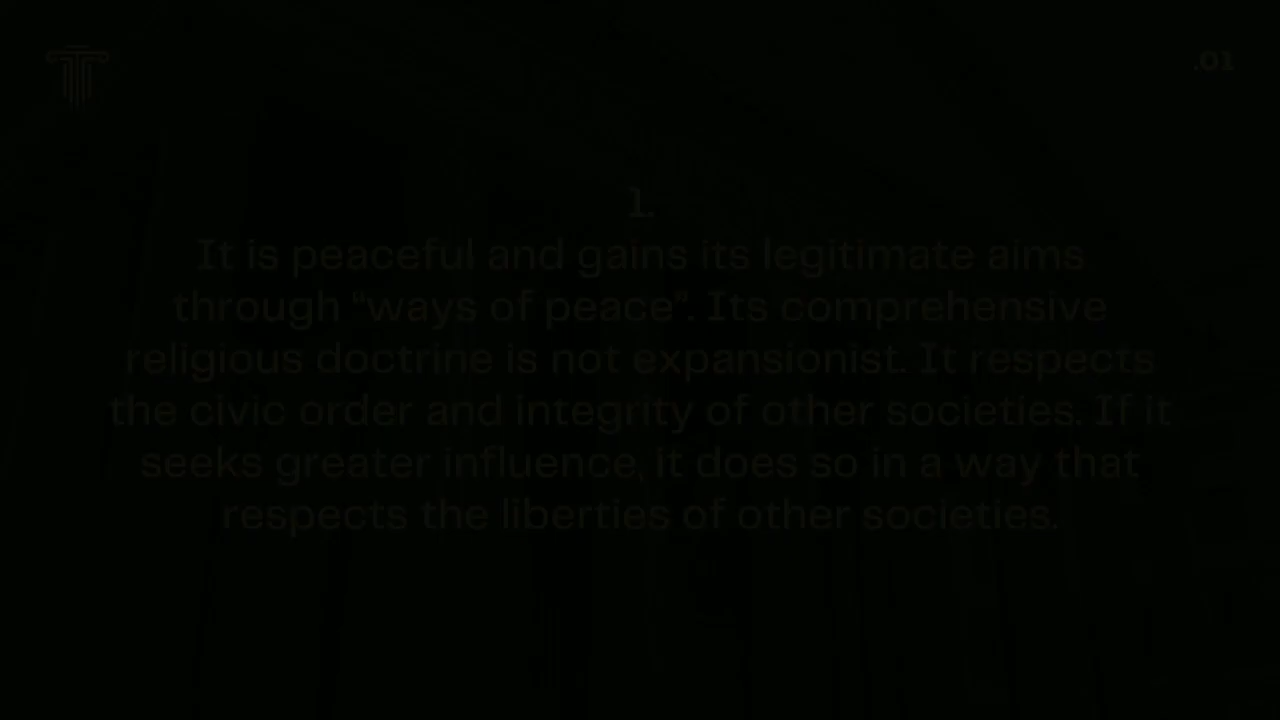 .01
1.
It is peaceful and gains its legitimate aims
through "ways of peace". Its comprehensive
religious doctrine is not expansionist. It respects
the civic order and integrity of other societies. If it
seeks greater influence, it does so in a way that
respects the liberties of other societies.